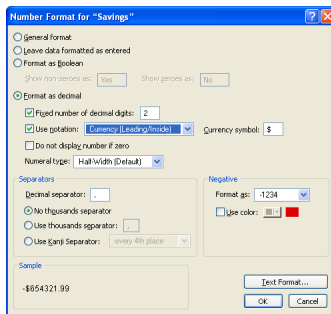 Number Format for “Savings”
General format
Leave data formatted as entered
Format as Boolean
Show non-zeroes as: Yes Show zeroes as: No
Format as decimal
Fixed number of decimal digits: 2
Use notation: Currency (Leading/Inside) Currency symbol: $
Do not display number if zero
Numeral type: Half-Width (Default)
Separators
Decimal separator: .
No thousands separator
Use thousands separator: ,
Use Kanji Separator: every 4th place
Negative
Format as: -1234
Use color:
Sample
-$654321.99
Text Format...
OK Cancel